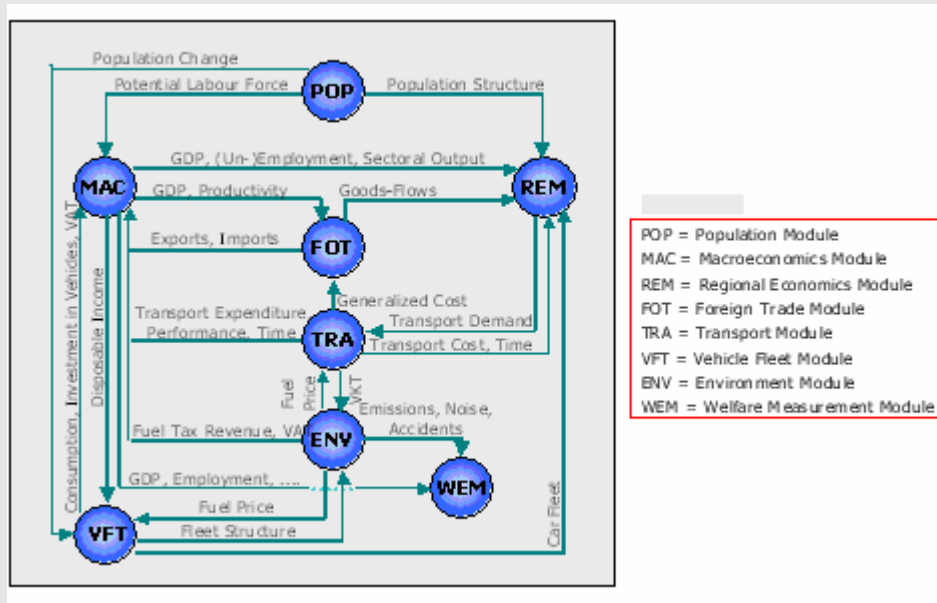 Population Change
Potential Labour Force
POP
Population Structure
GDP, (Un-)Employment, Sectoral Output
MAC
REM
GDP, Productivity
Goods-Flows
Exports, Imports
FOT
Generalized Cost
Transport Expenditure
Performance, Time
TRA
Transport Demand
Transport Cost, Time
Consumption, Investment in Vehicles, VAT
Disposable Income
Fuel
Price
VKT
Emissions, Noise,
Accidents
Fuel Tax Revenue, VA
ENV
GDP, Employment, ....
WEM
Fuel Price
Fleet Structure
VFT
Car Fleet
POP = Population Module
MAC = Macroeconomics Module
REM = Regional Economics Module
FOT = Foreign Trade Module
TRA = Transport Module
VFT = Vehicle Fleet Module
ENV = Environment Module
WEM = Welfare Measurement Module